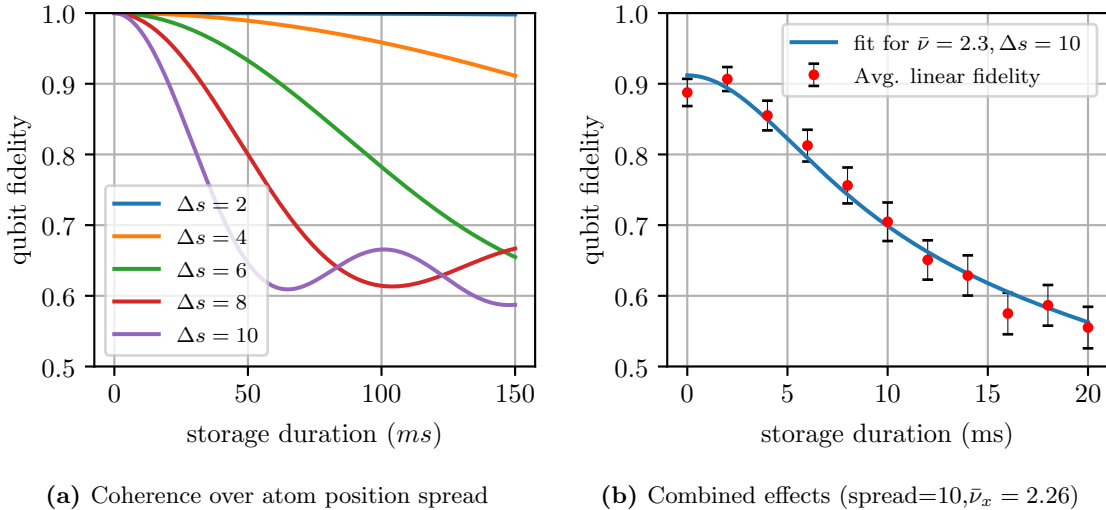 1.0
0.9
0.8
0.7
0.6
0.5
qubit fidelity
Δs = 2
Δs = 4
Δs = 6
Δs = 8
Δs = 10
0 50 100 150
storage duration (ms)
(a) Coherence over atom position spread
1.0
0.9
0.8
0.7
0.6
0.5
qubit fidelity
fit for ν̄ = 2.3, Δs = 10
Avg. linear fidelity
0 5 10 15 20
storage duration (ms)
(b) Combined effects (spread=10,ν̄ₓ = 2.26)